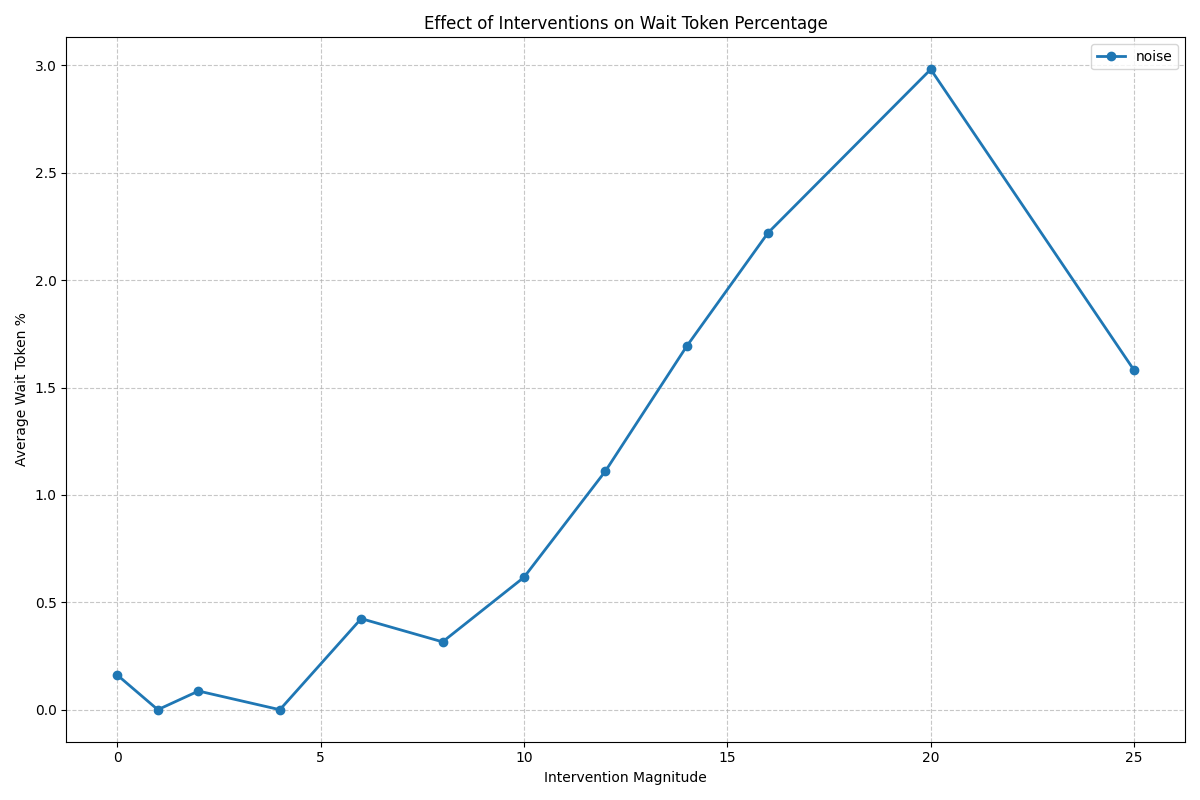 Effect of Interventions on Wait Token Percentage
noise
Average Wait Token %
3.0
2.5
2.0
1.5
1.0
0.5
0.0
0 5 10 15 20 25
Intervention Magnitude